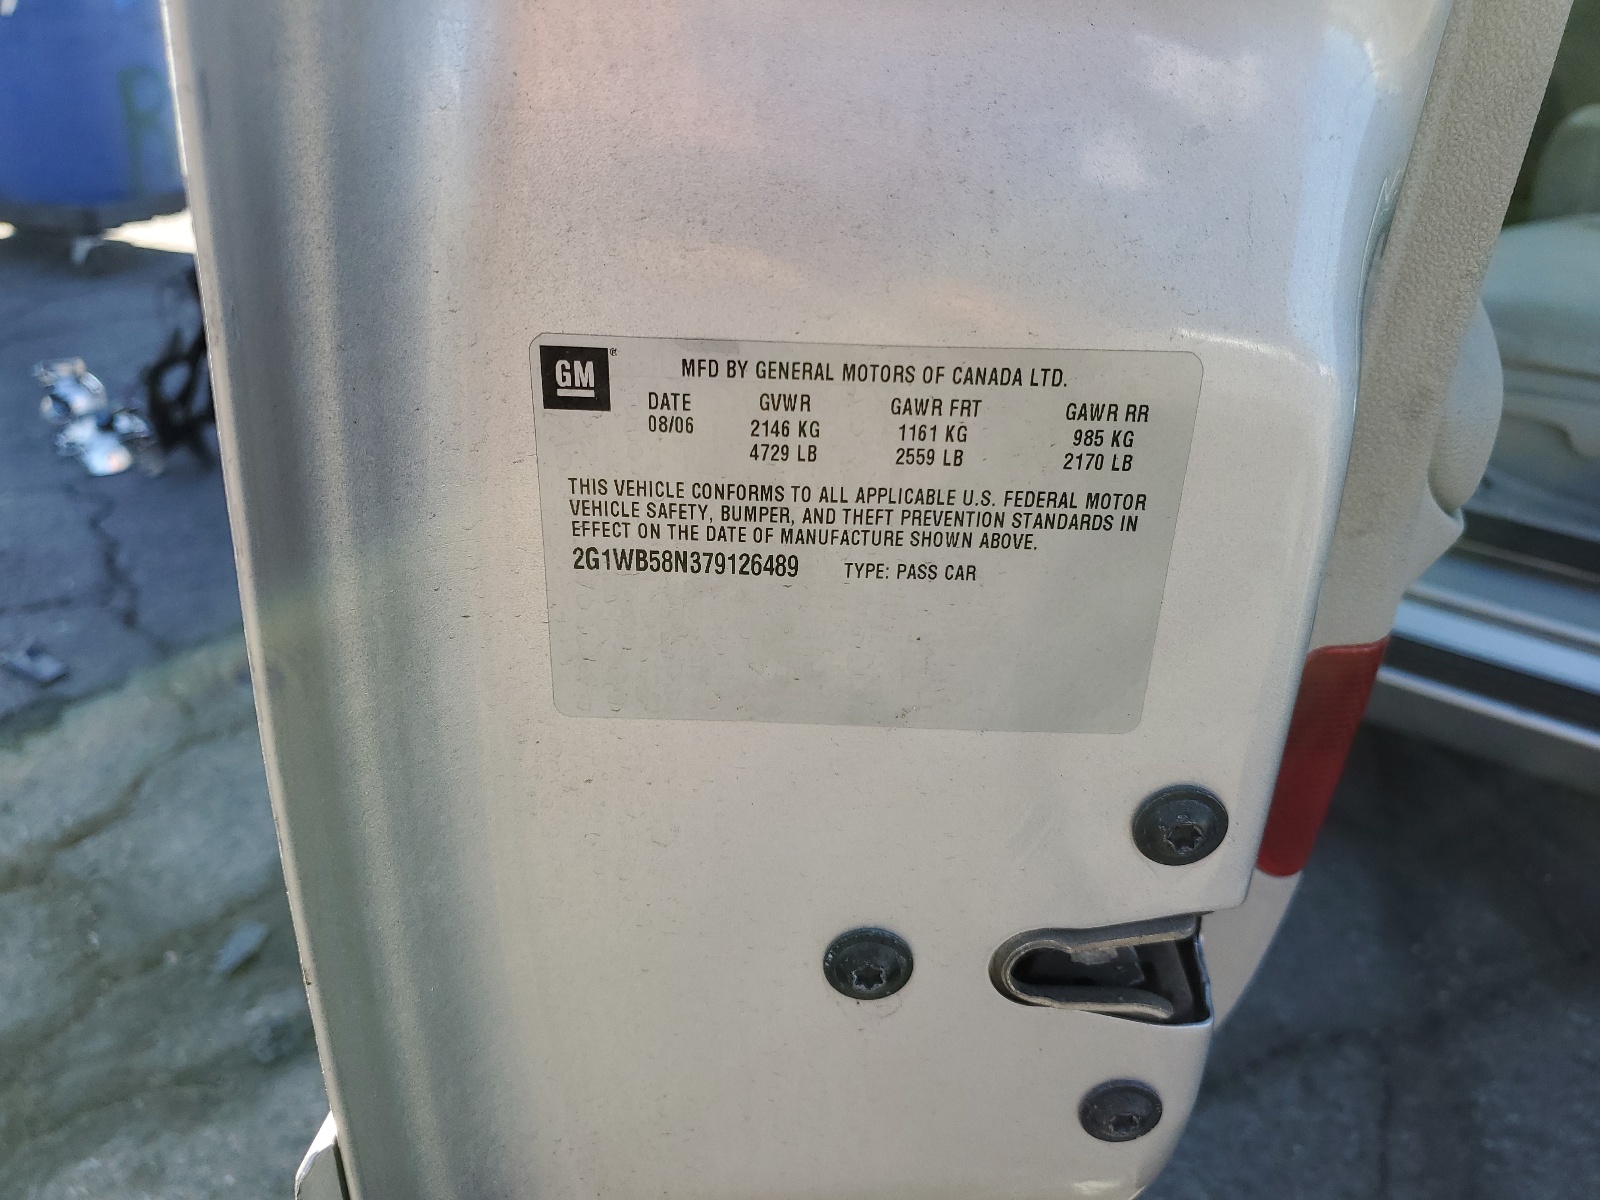 GM®
MFD BY GENERAL MOTORS OF CANADA LTD.
DATE GVWR GAWR FRT GAWR RR
08/06 2146 KG 1161 KG 985 KG
4729 LB 2559 LB 2170 LB
THIS VEHICLE CONFORMS TO ALL APPLICABLE U.S. FEDERAL MOTOR
VEHICLE SAFETY, BUMPER, AND THEFT PREVENTION STANDARDS IN
EFFECT ON THE DATE OF MANUFACTURE SHOWN ABOVE.
2G1WB58N379126489 TYPE: PASS CAR